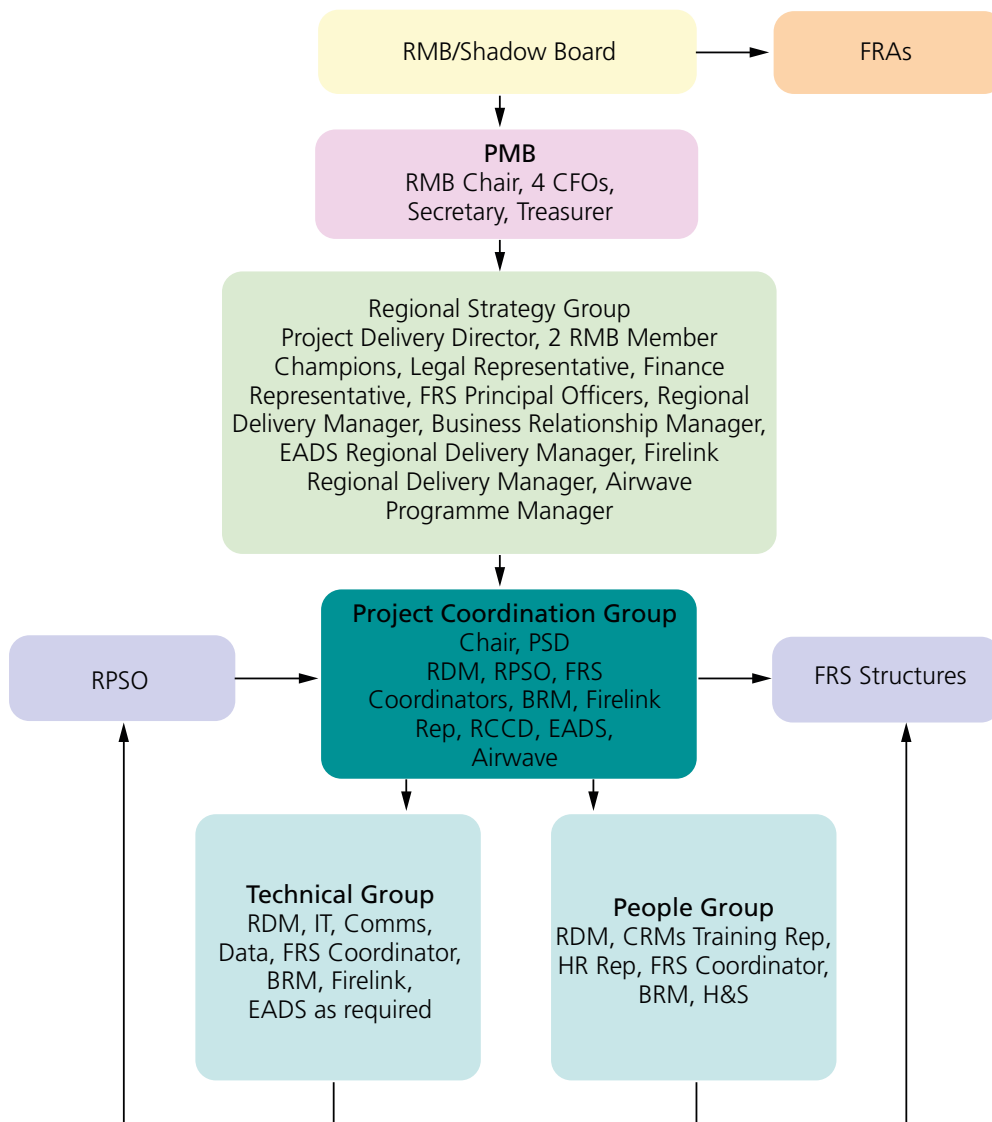 RMB/Shadow Board
FRAs
PMB
RMB Chair, 4 CFOs,
Secretary, Treasurer
Regional Strategy Group
Project Delivery Director, 2 RMB Member
Champions, Legal Representative, Finance
Representative, FRS Principal Officers, Regional
Delivery Manager, Business Relationship Manager,
EADS Regional Delivery Manager, Firelink
Regional Delivery Manager, Airwave
Programme Manager
RPSO
Project Coordination Group
Chair, PSD
RDM, RPSO, FRS
Coordinators, BRM, Firelink
Rep, RCCD, EADS,
Airwave
FRS Structures
Technical Group
RDM, IT, Comms,
Data, FRS Coordinator,
BRM, Firelink,
EADS as required
People Group
RDM, CRMs Training Rep,
HR Rep, FRS Coordinator,
BRM, H&S